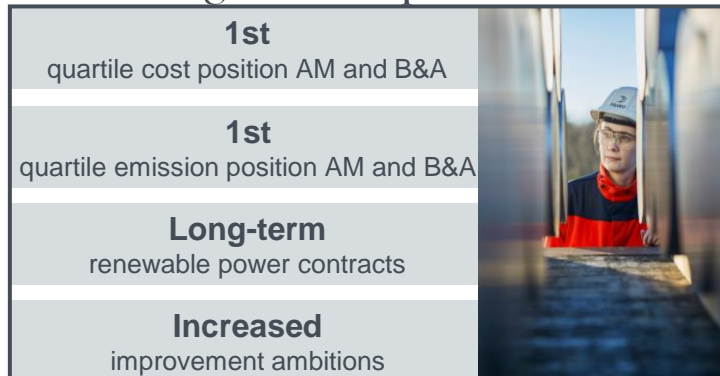 1st
quartile cost position AM and B&A
1st
quartile emission position AM and B&A
Long-term
renewable power contracts
Increased
improvement ambitions
Hydro